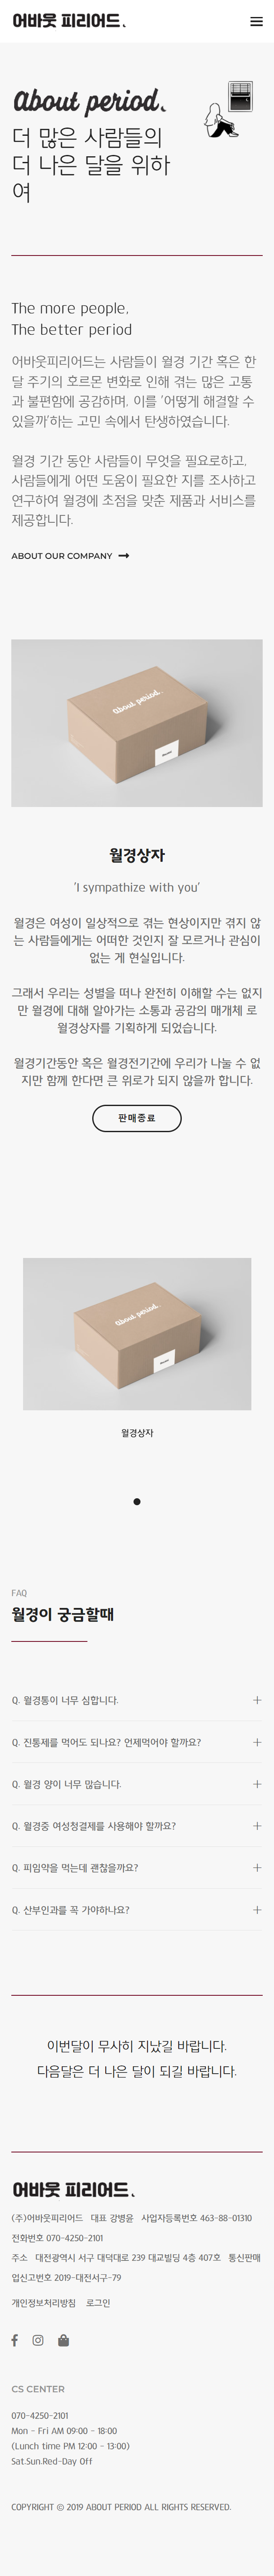 어바웃 피리어드.
About period.
더 많은 사람들의
더 나은 달을 위하
여
The more people,
The better period
어바웃피리어드는 사람들이 월경 기간 혹은 한
달 주기의 호르몬 변화로 인해 겪는 많은 고통
과 불편함에 공감하며, 이를 '어떻게 해결할 수
있을까'하는 고민 속에서 탄생하였습니다.
월경 기간 동안 사람들이 무엇을 필요로하고,
사람들에게 어떤 도움이 필요한 지를 조사하고
연구하여 월경에 초점을 맞춘 제품과 서비스를
제공합니다.
ABOUT OUR COMPANY
About period.
월경상자
'I sympathize with you'
월경은 여성이 일상적으로 겪는 현상이지만 겪지 않
는 사람들에게는 어떠한 것인지 잘 모르거나 관심이
없는 게 현실입니다.
그래서 우리는 성별을 떠나 완전히 이해할 수는 없지
만 월경에 대해 알아가는 소통과 공감의 매개체 로
월경상자를 기획하게 되었습니다.
월경기간동안 혹은 월경전기간에 우리가 나눌 수 없
지만 함께 한다면 큰 위로가 되지 않을까 합니다.
판매종료
About period.
월경상자
FAQ
월경이 궁금할때
Q. 월경통이 너무 심합니다.
Q. 진통제를 먹어도 되나요? 언제먹어야 할까요?
Q. 월경 양이 너무 많습니다.
Q. 월경중 여성청결제를 사용해야 할까요?
Q. 피임약을 먹는데 괜찮을까요?
Q. 산부인과를 꼭 가야하나요?
이번달이 무사히 지났길 바랍니다.
다음달은 더 나은 달이 되길 바랍니다.
어바웃 피리어드.
(주)어바웃피리어드 대표 강병윤 사업자등록번호 463-88-01310
전화번호 070-4250-2101
주소 대전광역시 서구 대덕대로 239 대교빌딩 4층 407호 통신판매
업신고번호 2019-대전서구-79
개인정보처리방침 로그인
CS CENTER
070-4250-2101
Mon - Fri AM 09:00 - 18:00
(Lunch time PM 12:00 - 13:00)
Sat.Sun.Red-Day Off
COPYRIGHT © 2019 ABOUT PERIOD ALL RIGHTS RESERVED.